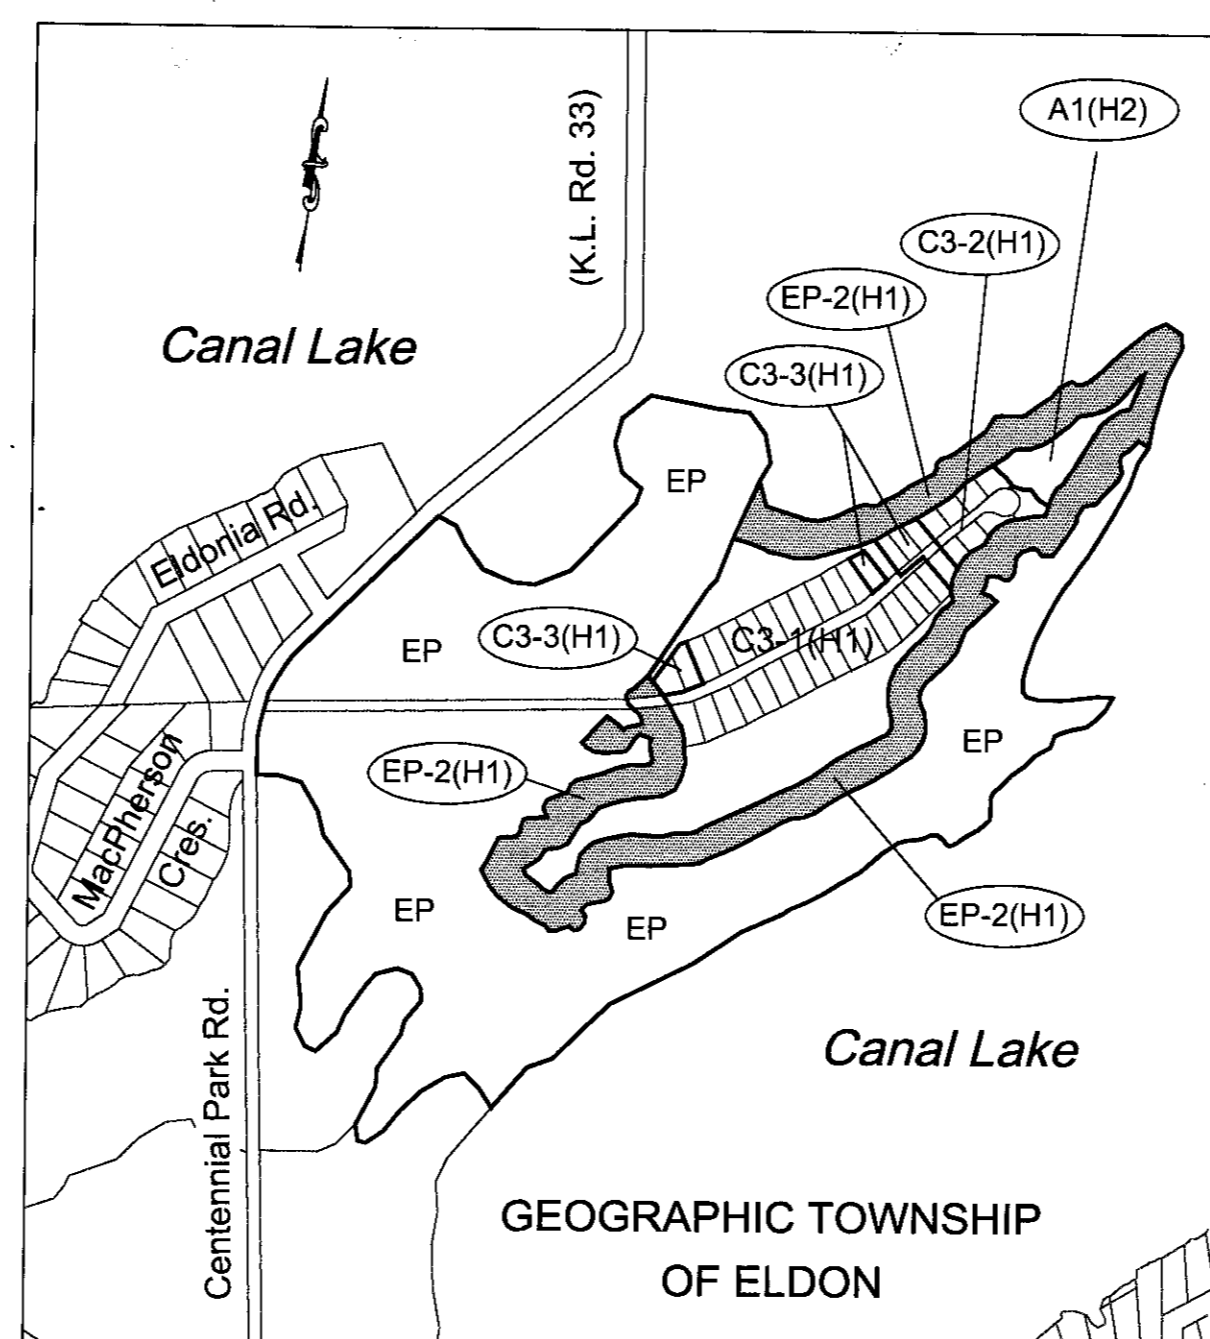 A1(H2)
(K.L. Rd. 33)
C3-2(H1)
EP-2(H1)
Canal Lake
C3-3(H1)
EP
Eldonia Rd.
C3-3(H1)
C3-1(H1)
EP
EP
MacPherson
Cres.
EP-2(H1)
EP
EP
EP-2(H1)
Centennial Park Rd.
Canal Lake
GEOGRAPHIC TOWNSHIP
OF ELDON